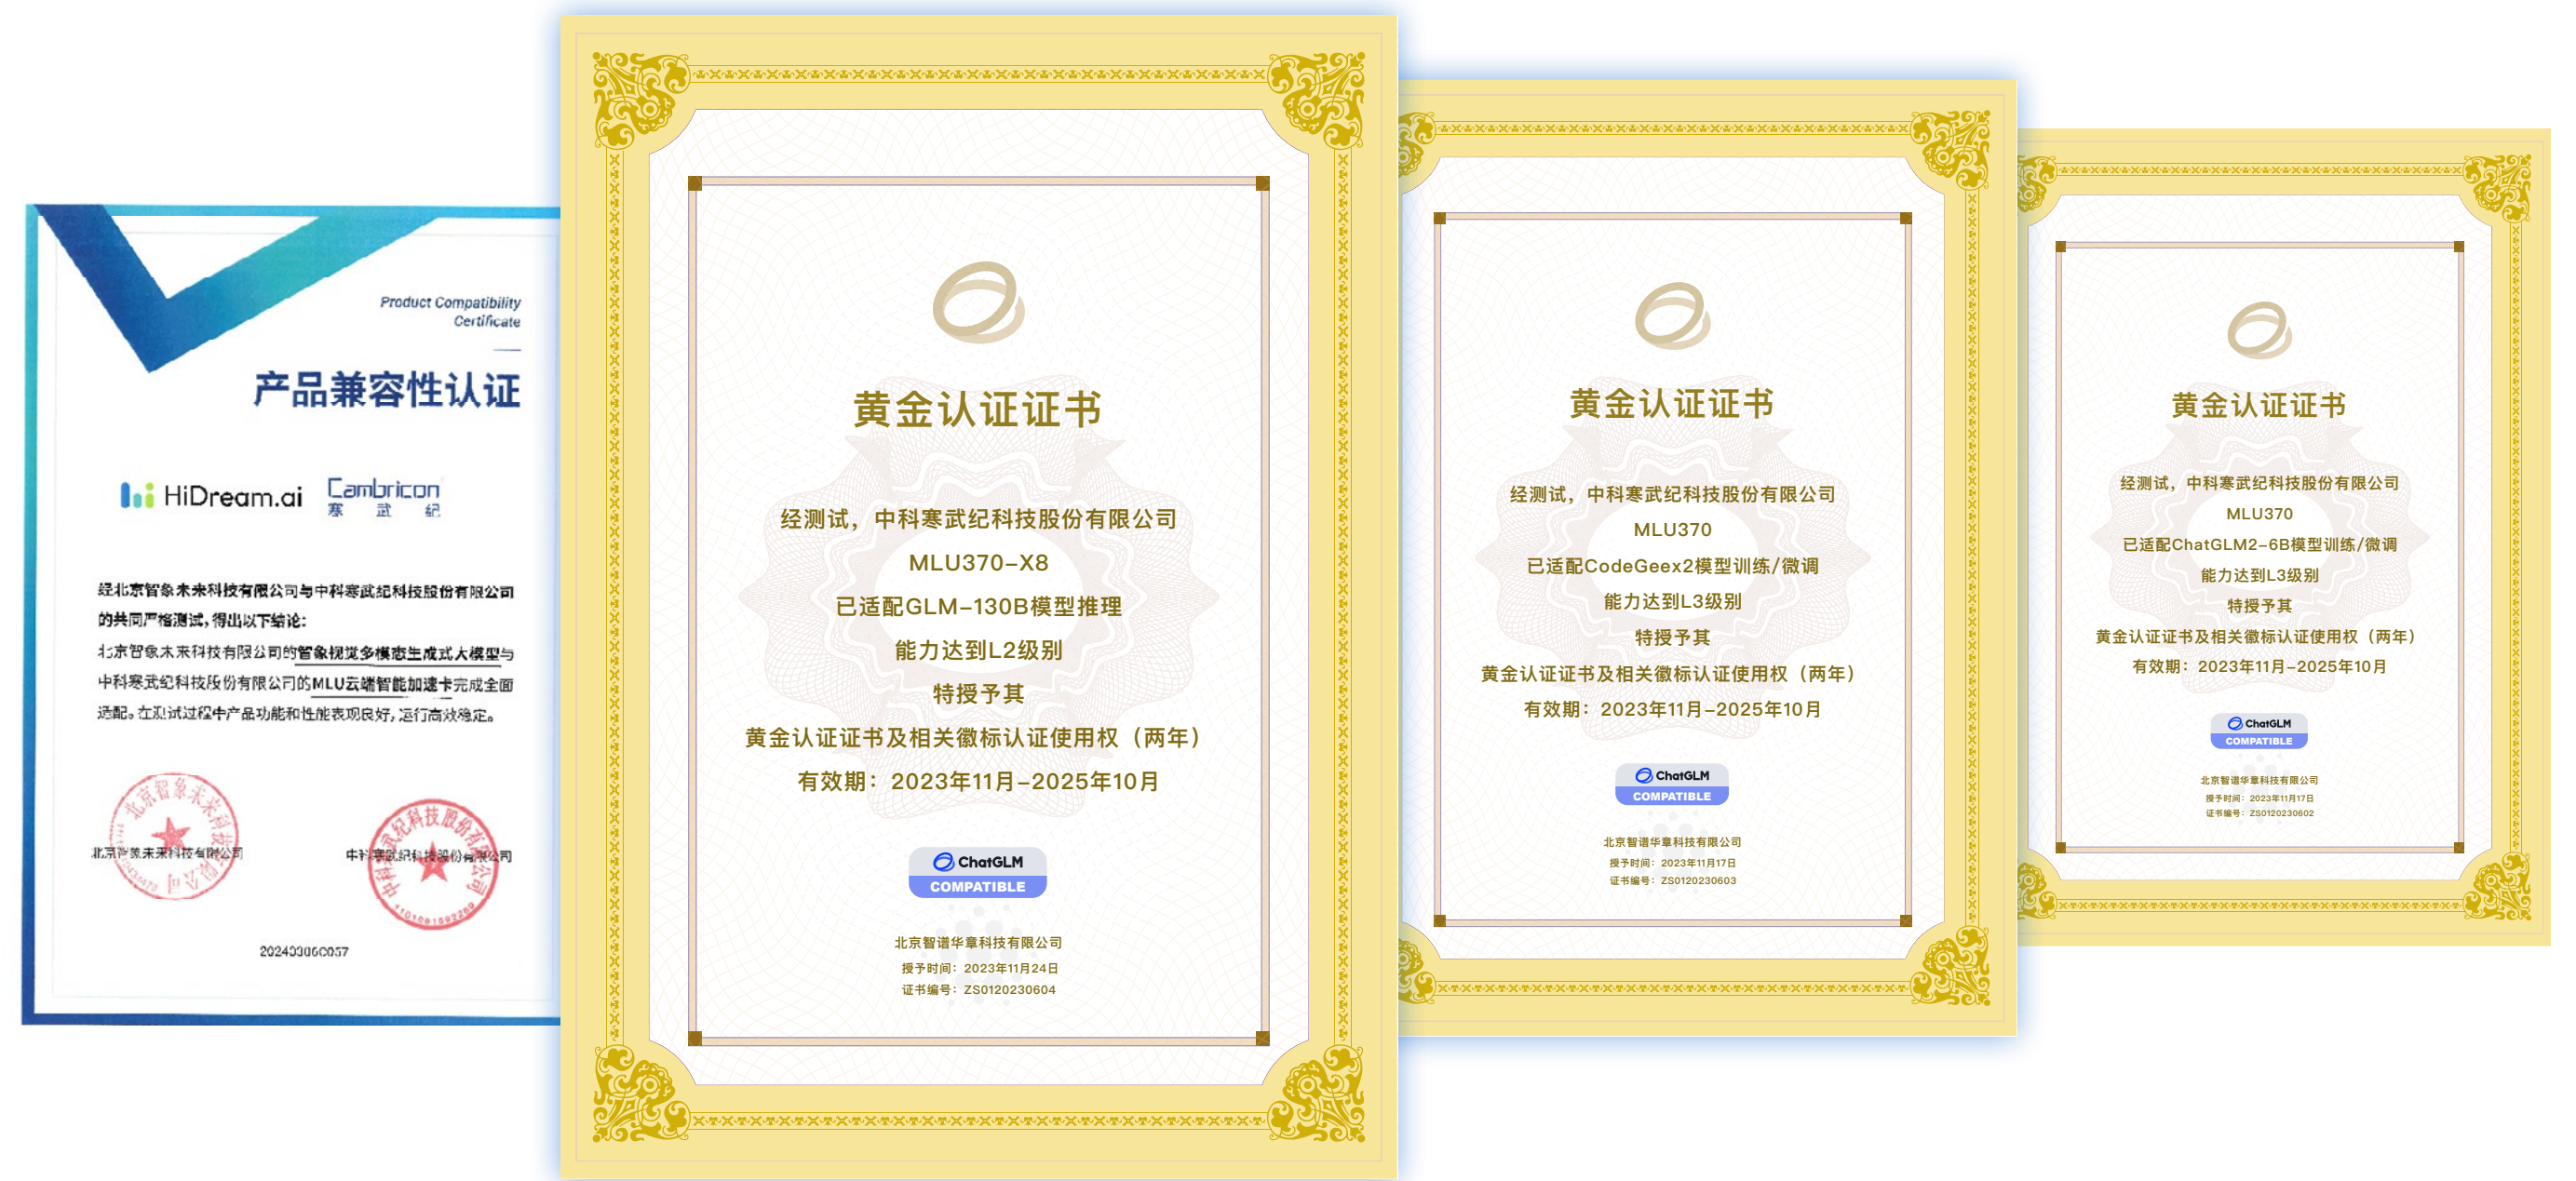 Product Compatibility
Certificate
产品兼容性认证
HiDream.ai
Cambricon
寒武纪
经北京智象未来科技有限公司与中科寒武纪科技股份有限公司
的共同严格测试，得出以下结论：
北京智象未来科技有限公司的智象视觉多模态生成式大模型与
中科寒武纪科技股份有限公司的MLU云端智能加速卡完成全面
适配。在测试过程中产品功能和性能表现良好，运行高效稳定。
北京智象未来科技有限公司
北京智象未来科技有限公司
中科寒武纪科技股份有限公司
中科寒武纪科技股份有限公司
黄金认证证书
经测试，中科寒武纪科技股份有限公司
MLU370-X8
已适配GLM-130B模型推理
能力达到L2级别
特授予其
黄金认证证书及相关徽标认证使用权（两年）
有效期：2023年11月-2025年10月
ChatGLM
COMPATIBLE
北京智谱华章科技有限公司
授予时间：2023年11月24日
证书编号：ZS0120230604
黄金认证证书
经测试，中科寒武纪科技股份有限公司
MLU370
已适配CodeGeex2模型训练/微调
能力达到L3级别
特授予其
黄金认证证书及相关徽标认证使用权（两年）
有效期：2023年11月-2025年10月
ChatGLM
COMPATIBLE
北京智谱华章科技有限公司
授予时间：2023年11月17日
证书编号：ZS0120230603
黄金认证证书
经测试，中科寒武纪科技股份有限公司
MLU370
已适配ChatGLM2-6B模型训练/微调
能力达到L3级别
特授予其
黄金认证证书及相关徽标认证使用权（两年）
有效期：2023年11月-2025年10月
ChatGLM
COMPATIBLE
北京智谱华章科技有限公司
授予时间：2023年11月17日
证书编号：ZS0120230602